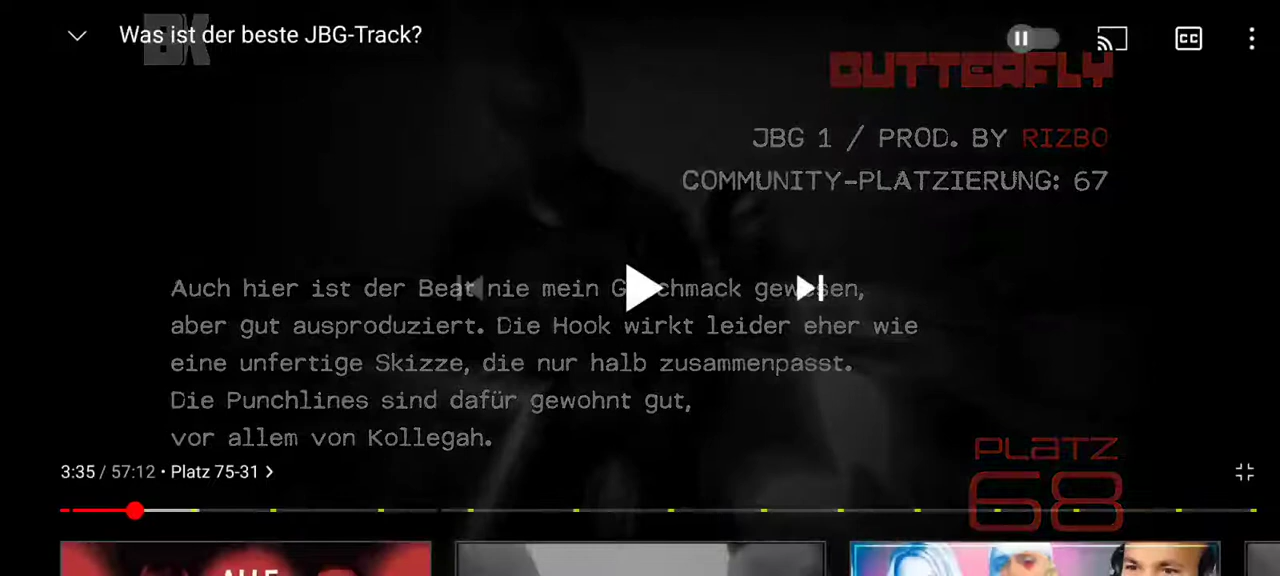 Was ist der beste JBG-Track?
BK
CC
BUTTERFLY
JBG 1 / PROD. BY RIZBO
COMMUNITY-PLATZIERUNG: 67
Auch hier ist der Beat nie mein Geschmack gewesen,
aber gut ausproduziert. Die Hook wirkt leider eher wie
eine unfertige Skizze, die nur halb zusammenpasst.
Die Punchlines sind dafür gewohnt gut,
vor allem von Kollegah.
PLATZ
68
3:35 / 57:12 • Platz 75-31 >
ALLE